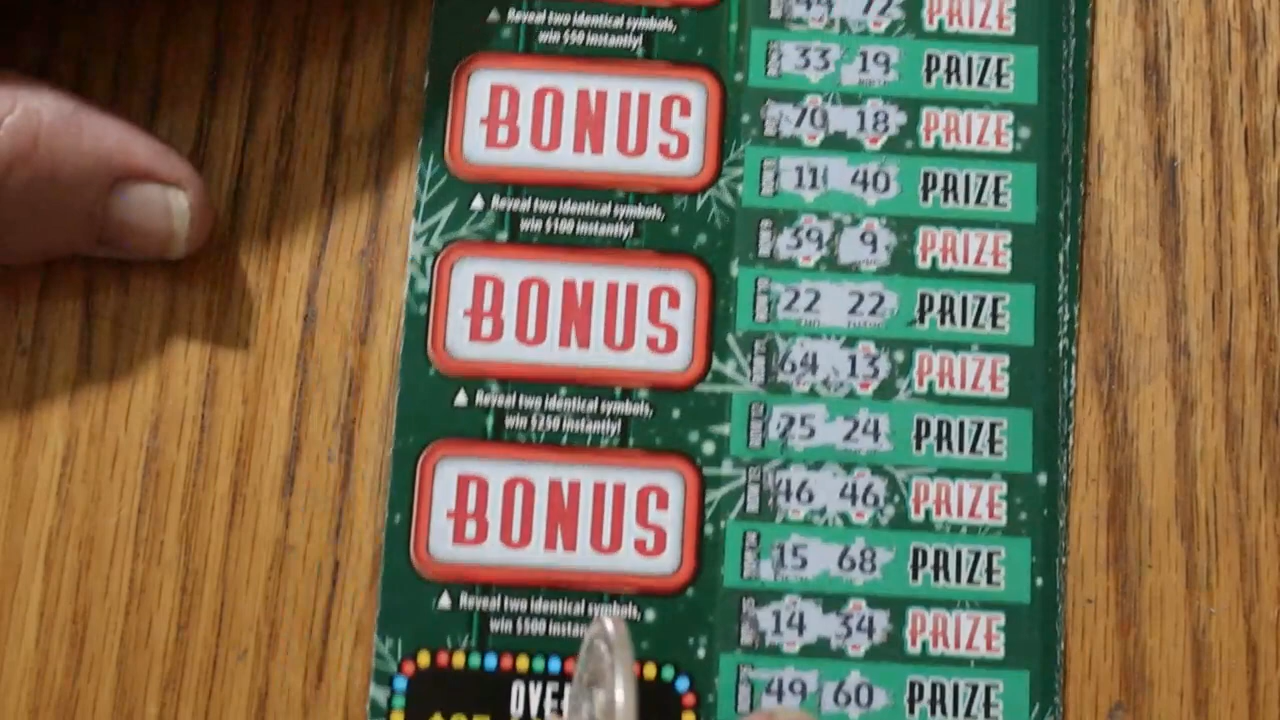 Reveal two identical symbols,
win $50 instantly!
BONUS
Reveal two identical symbols,
win $100 instantly!
BONUS
Reveal two identical symbols,
win $250 instantly!
BONUS
Reveal two identical symbols,
win $500
OVE
44 72 PRIZE
33 19 PRIZE
70 18 PRIZE
11 40 PRIZE
39 9 PRIZE
22 22 PRIZE
64 13 PRIZE
25 24 PRIZE
46 46 PRIZE
15 68 PRIZE
14 34 PRIZE
49 60 PRIZE